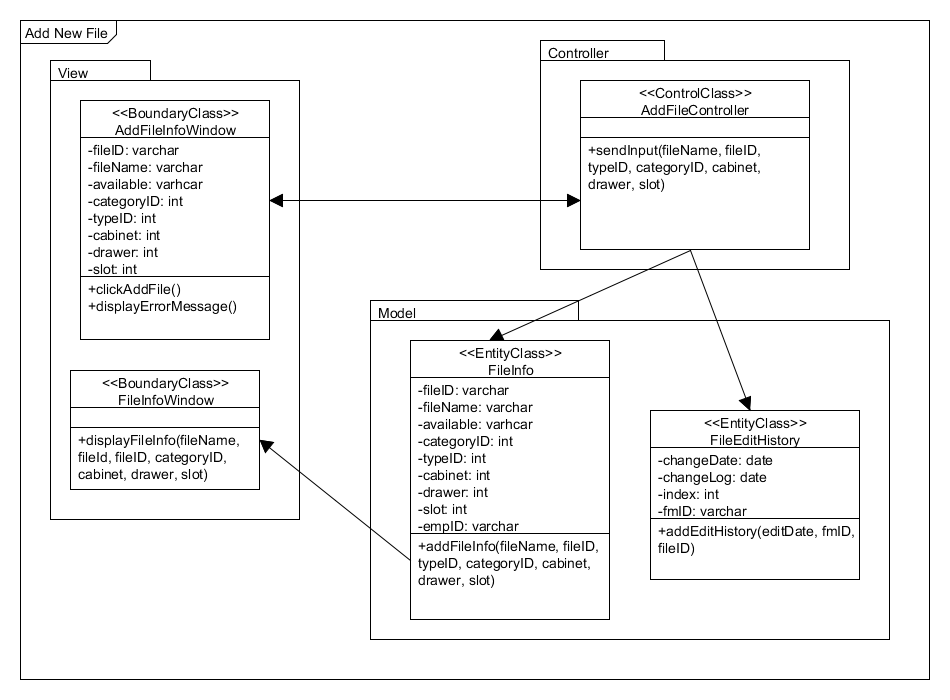 Add New File
View
<<BoundaryClass>>
AddFileInfoWindow
-fileID: varchar
-fileName: varchar
-available: varhcar
-categoryID: int
-typeID: int
-cabinet: int
-drawer: int
-slot: int
+clickAddFile()
+displayErrorMessage()
<<BoundaryClass>>
FileInfoWindow
+displayFileInfo(fileName,
fileId, fileID, categoryID,
cabinet, drawer, slot)
Controller
<<ControlClass>>
AddFileController
+sendInput(fileName, fileID,
typeID, categoryID, cabinet,
drawer, slot)
Model
<<EntityClass>>
FileInfo
-fileID: varchar
-fileName: varchar
-available: varhcar
-categoryID: int
-typeID: int
-cabinet: int
-drawer: int
-slot: int
-empID: varchar
+addFileInfo(fileName, fileID,
typeID, categoryID, cabinet,
drawer, slot)
<<EntityClass>>
FileEditHistory
-changeDate: date
-changeLog: date
-index: int
-fmID: varchar
+addEditHistory(editDate, fmID,
fileID)